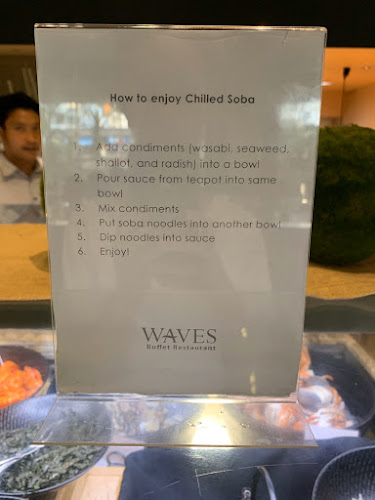 How to enjoy Chilled Soba
1. Add condiments (wasabi, seaweed,
shallot, and radish) into a bowl
2. Pour sauce from teapot into same
bowl
3. Mix condiments
4. Put soba noodles into another bowl
5. Dip noodles into sauce
6. Enjoy!
WAVES
Buffet Restaurant